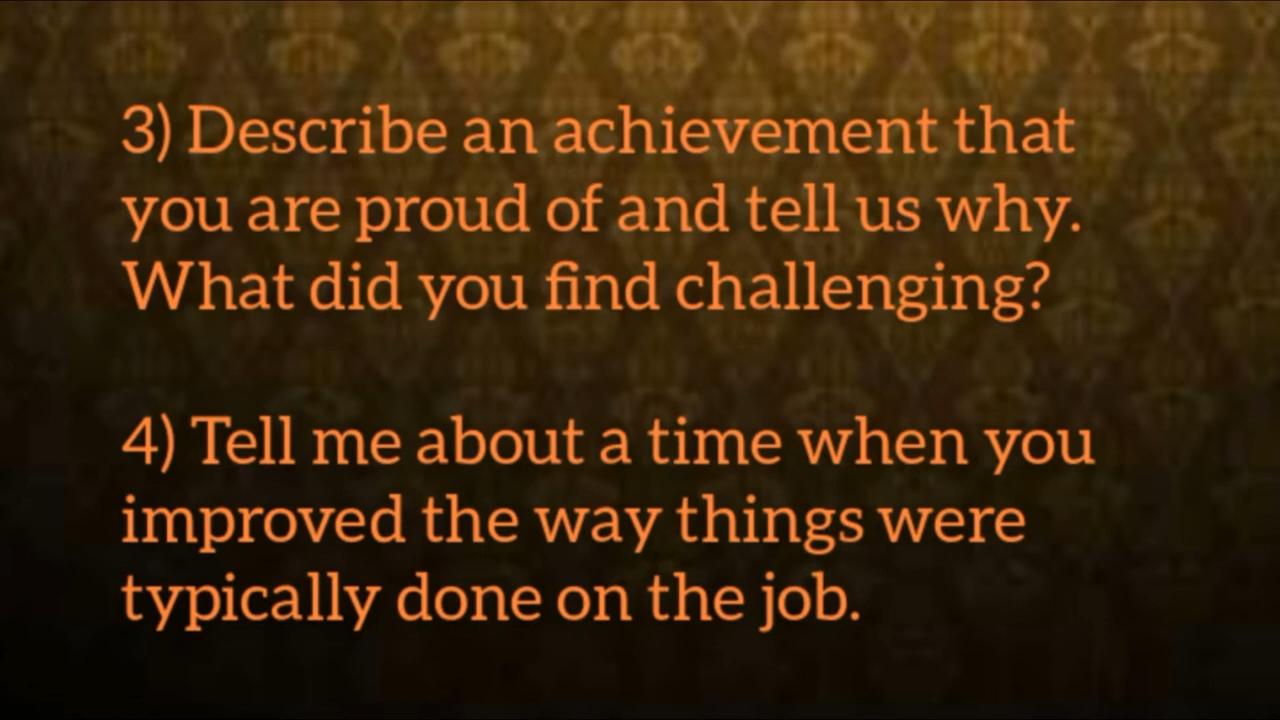 3) Describe an achievement that
you are proud of and tell us why.
What did you find challenging?
4) Tell me about a time when you
improved the way things were
typically done on the job.